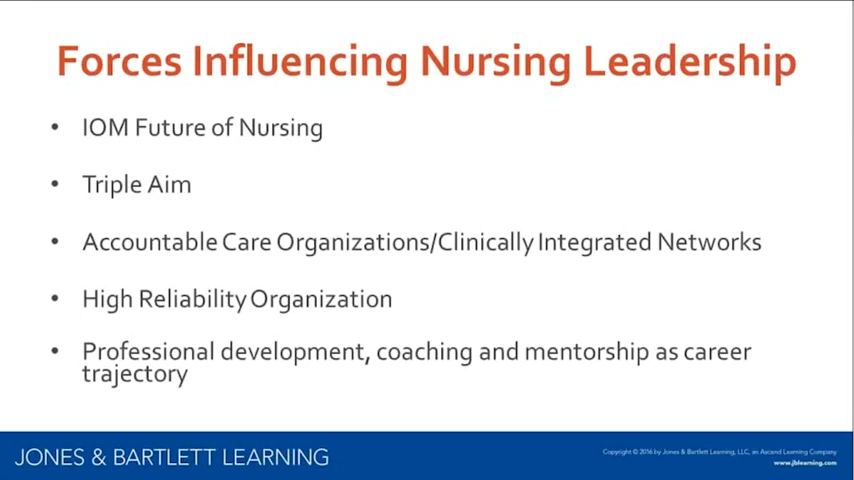 Forces Influencing Nursing Leadership
• IOM Future of Nursing
• Triple Aim
• Accountable Care Organizations/Clinically Integrated Networks
• High Reliability Organization
• Professional development, coaching and mentorship as career
trajectory
JONES & BARTLETT LEARNING
Copyright © 2016 by Jones & Bartlett Learning, LLC, an Ascend Learning Company
www.jblearning.com